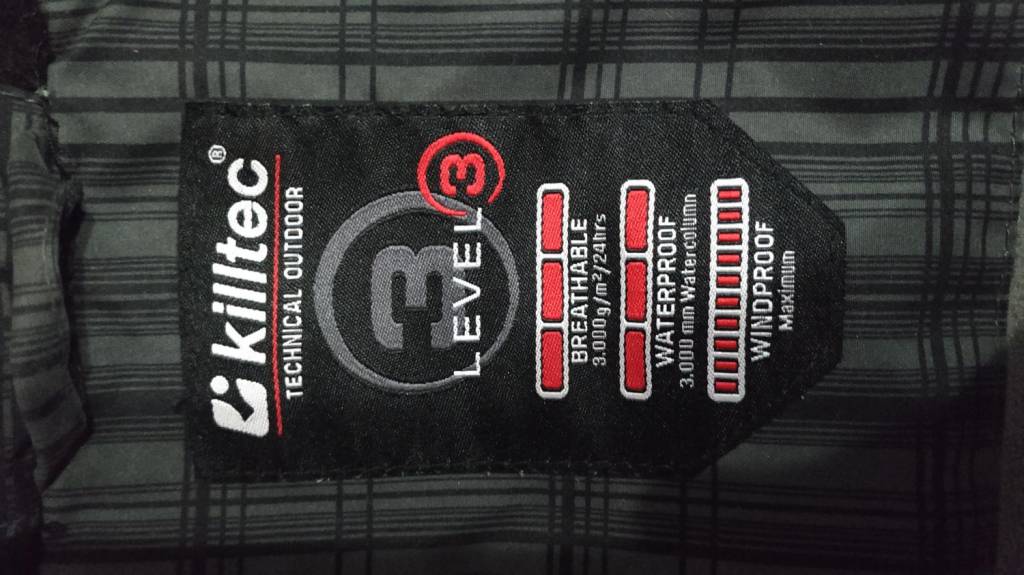 killtec®
TECHNICAL OUTDOOR
3
LEVEL 3
BREATHABLE
3.000g/m²/24hrs
WATERPROOF
3.000 mm Watercolumn
WINDPROOF
Maximum